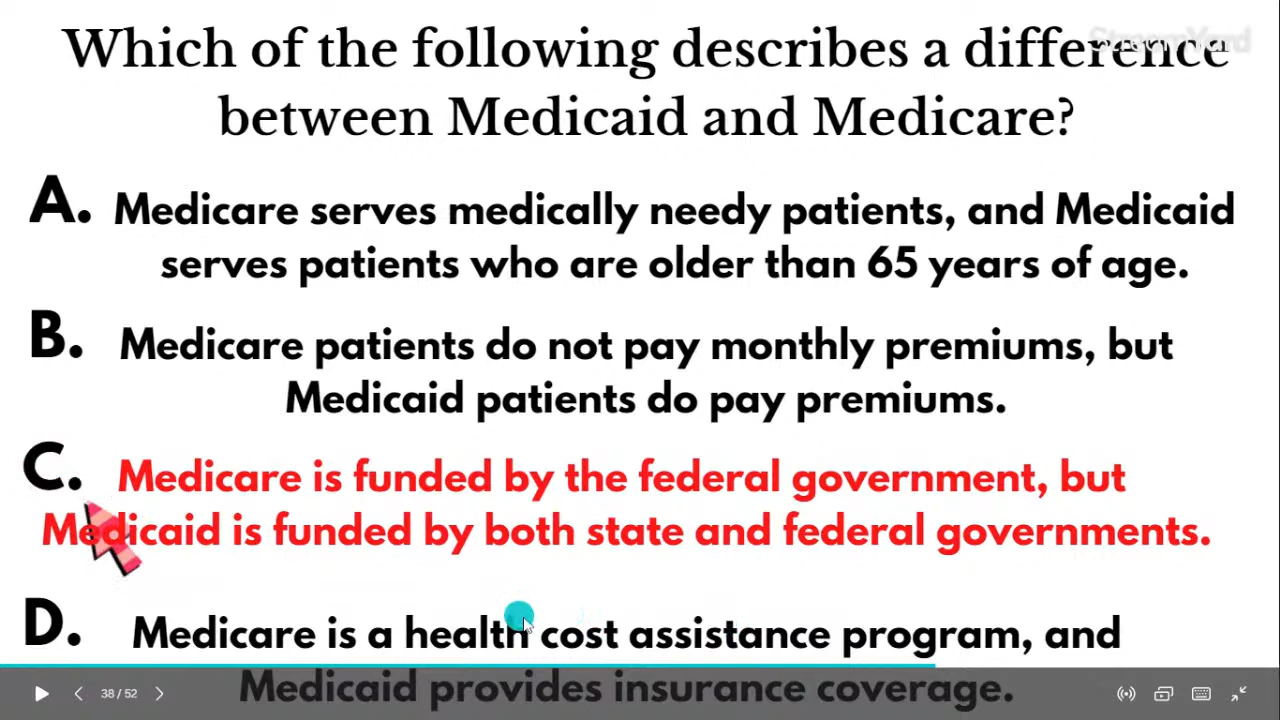 Which of the following describes a difference
StreamYard
between Medicaid and Medicare?
A. Medicare serves medically needy patients, and Medicaid
serves patients who are older than 65 years of age.
B. Medicare patients do not pay monthly premiums, but
Medicaid patients do pay premiums.
C. Medicare is funded by the federal government, but
Medicaid is funded by both state and federal governments.
D. Medicare is a health cost assistance program, and
Medicaid provides insurance coverage.
38 / 52